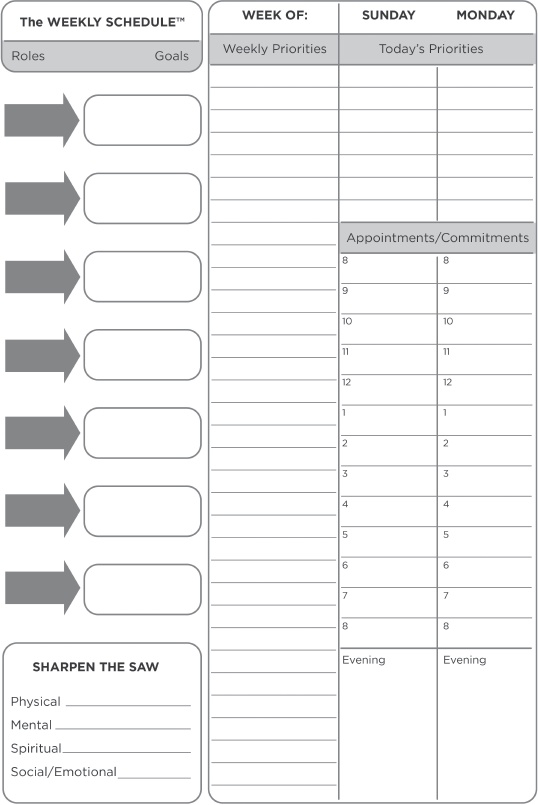 The WEEKLY SCHEDULE™
Roles Goals
SHARPEN THE SAW
Physical
Mental
Spiritual
Social/Emotional
WEEK OF: SUNDAY MONDAY
Weekly Priorities Today's Priorities
Appointments/Commitments
8 8
9 9
10 10
11 11
12 12
1 1
2 2
3 3
4 4
5 5
6 6
7 7
8 8
Evening Evening